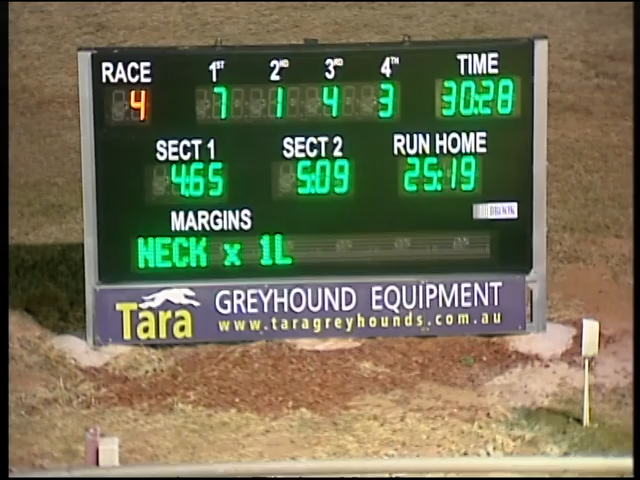 RACE 1ST 2ND 3RD 4TH TIME
4 7 1 4 3 30.28
SECT 1 SECT 2 RUN HOME
4.65 5.09 25:19
MARGINS
NECK x 1L
Tara GREYHOUND EQUIPMENT
www.taragreyhounds.com.au